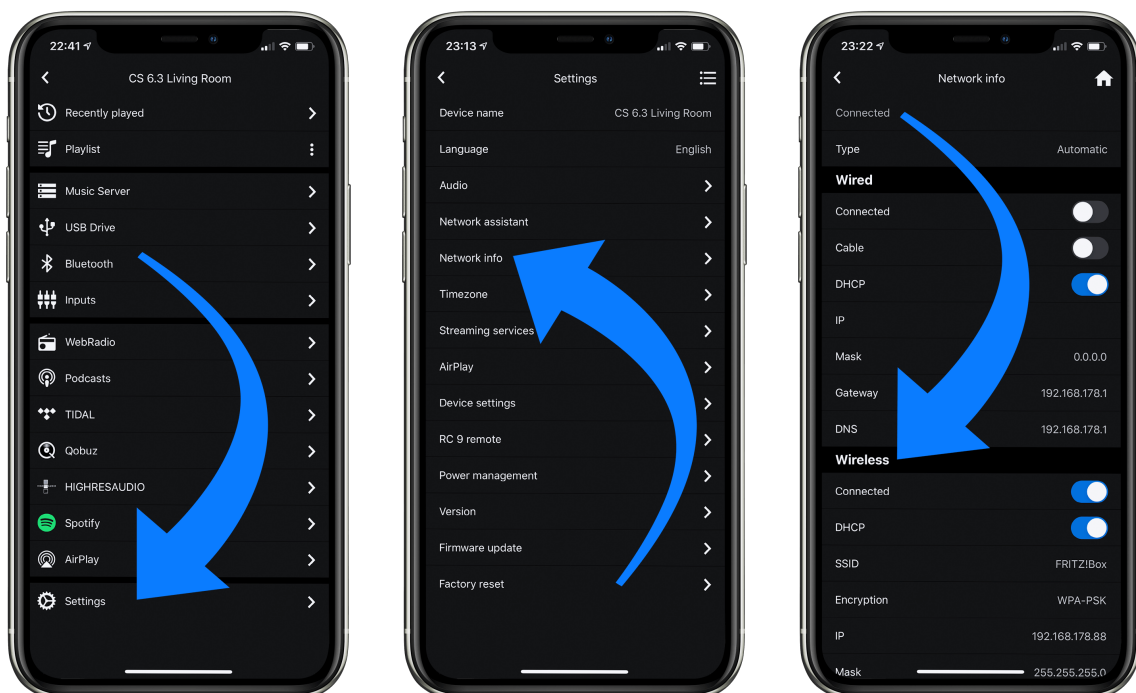 22:41
CS 6.3 Living Room
Recently played
Playlist
Music Server
USB Drive
Bluetooth
Inputs
WebRadio
Podcasts
TIDAL
Qobuz
HIGHRESAUDIO
Spotify
AirPlay
Settings
23:13
Settings
Device name CS 6.3 Living Room
Language English
Audio
Network assistant
Network info
Timezone
Streaming services
AirPlay
Device settings
RC 9 remote
Power management
Version
Firmware update
Factory reset
23:22
Network info
Connected
Type Automatic
Wired
Connected
Cable
DHCP
IP
Mask 0.0.0.0
Gateway 192.168.178.1
DNS 192.168.178.1
Wireless
Connected
DHCP
SSID FRITZ!Box
Encryption WPA-PSK
IP 192.168.178.88
Mask 255.255.255.0